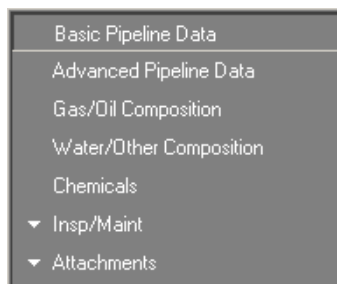 Basic Pipeline Data
Advanced Pipeline Data
Gas/Oil Composition
Water/Other Composition
Chemicals
Insp/Maint
Attachments